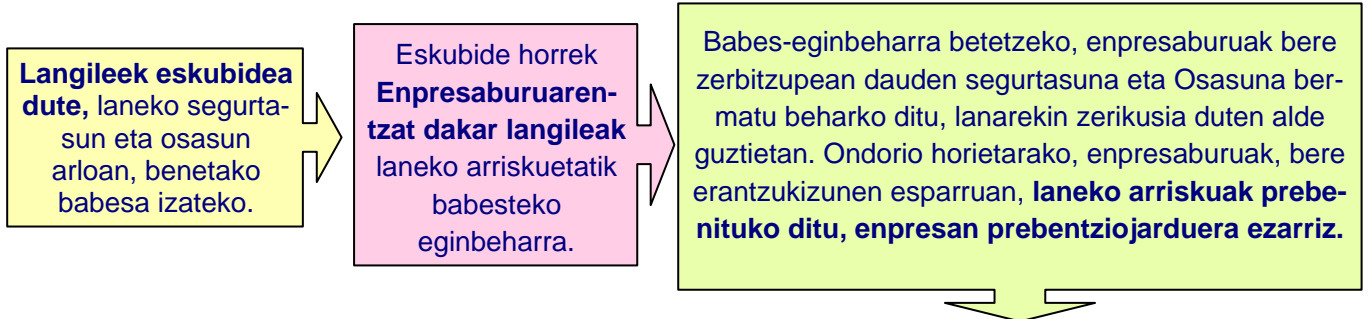 Langileek eskubidea
dute, laneko segurta-
sun eta osasun
arloan, benetako
babesa izateko.
Eskubide horrek
Enpresaburuaren-
tzat dakar langileak
laneko arriskuetatik
babesteko
eginbeharra.
Babes-eginbeharra betetzeko, enpresaburuak bere
zerbitzupean dauden segurtasuna eta Osasuna ber-
matu beharko ditu, lanarekin zerikusia duten alde
guztietan. Ondorio horietarako, enpresaburuak, bere
erantzukizunen esparruan, laneko arriskuak prebe-
nituko ditu, enpresan prebentziojarduera ezarriz.